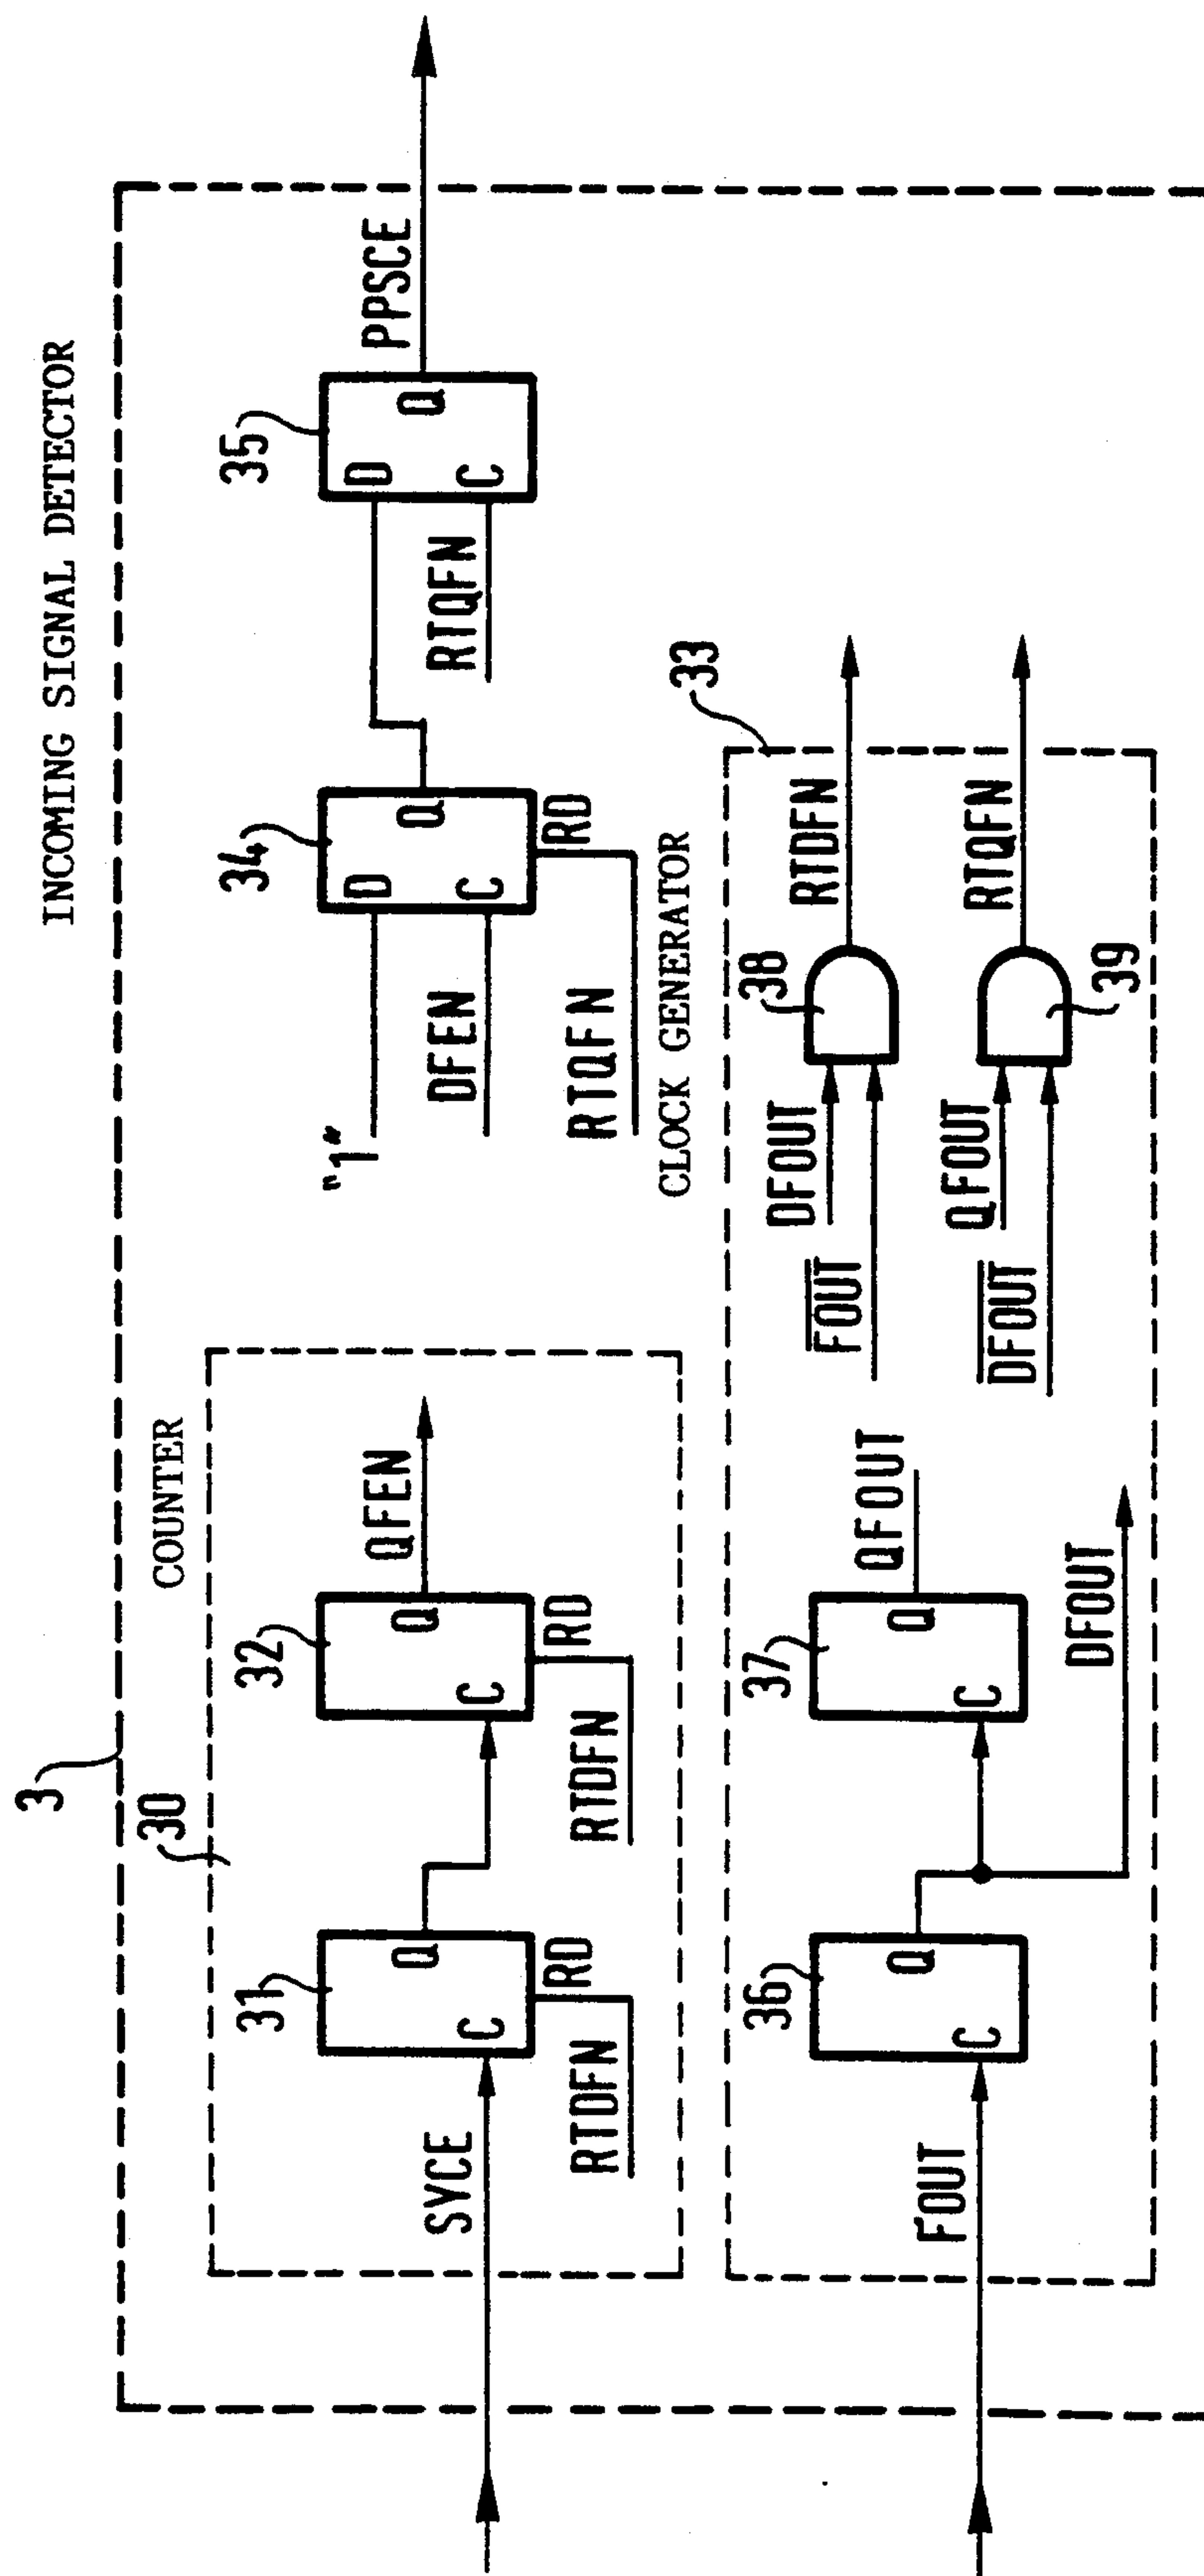 INCOMING SIGNAL DETECTOR
3
30
COUNTER
31
32
34
35
SYCE
C
Q
RD
RTDFN
C
Q
RD
RTDFN
QFEN
"1"
D
C
Q
RD
DFEN
RTQFN
D
C
Q
RTQFN
PPSCE
CLOCK GENERATOR
33
36
37
38
39
FOUT
C
Q
C
Q
QFOUT
DFOUT
DFOUT
FOUT
RTDFN
QFOUT
DFOUT
RTQFN